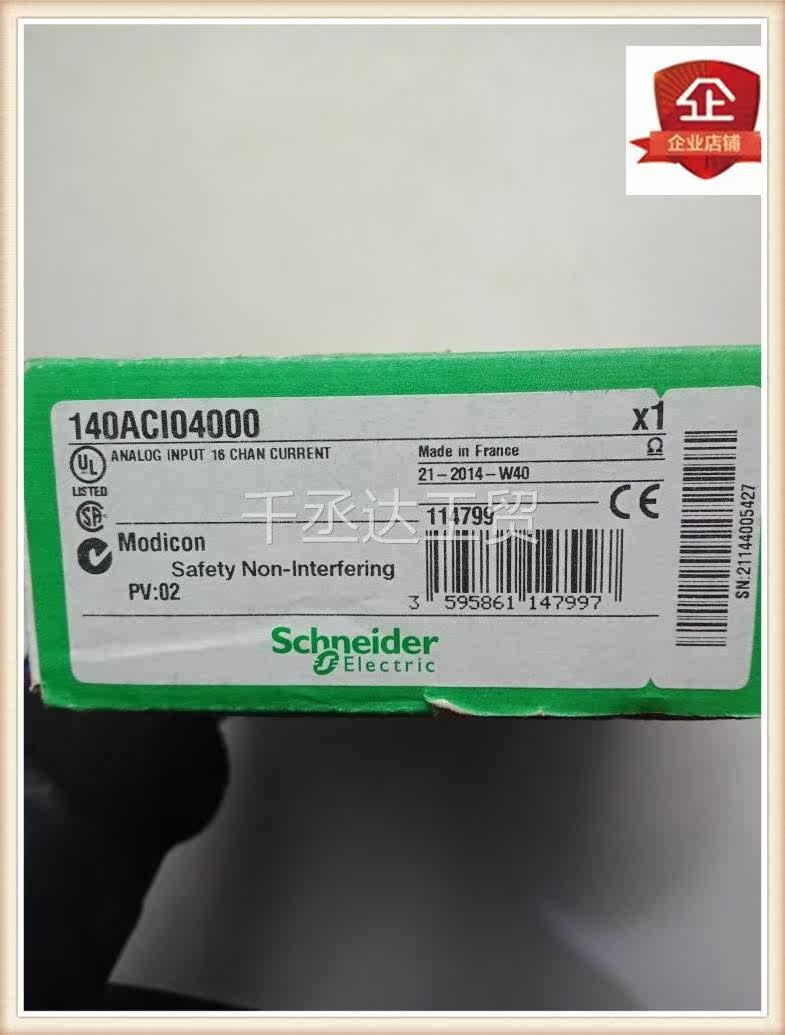 企
企业店铺
140ACI04000
x1
UL
LISTED
ANALOG INPUT 16 CHAN CURRENT
Made in France
Ω
21-2014-W40
SA
114799
CE
千丞达工贸
Modicon
Safety Non-Interfering
PV:02
3 595861 147997
SN:21144005427
Schneider
Electric